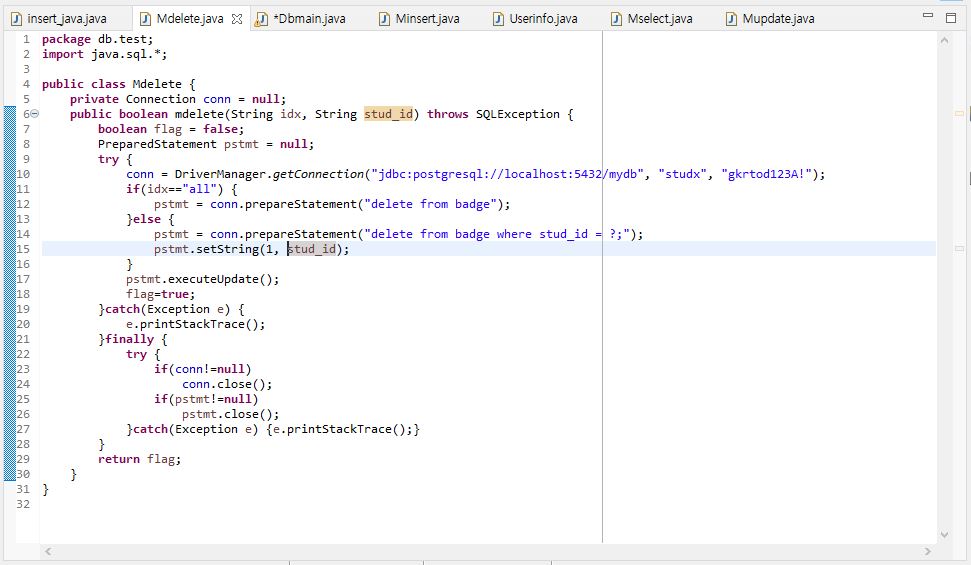 insert_java.java Mdelete.java *Dbmain.java Minsert.java Userinfo.java Mselect.java Mupdate.java
1 package db.test;
2 import java.sql.*;
3
4 public class Mdelete {
5 private Connection conn = null;
6 public boolean mdelete(String idx, String stud_id) throws SQLException {
7 boolean flag = false;
8 PreparedStatement pstmt = null;
9 try {
10 conn = DriverManager.getConnection("jdbc:postgresql://localhost:5432/mydb", "studx", "gkrtod123A!");
11 if(idx=="all") {
12 pstmt = conn.prepareStatement("delete from badge");
13 }else {
14 pstmt = conn.prepareStatement("delete from badge where stud_id = ?;");
15 pstmt.setString(1, stud_id);
16 }
17 pstmt.executeUpdate();
18 flag=true;
19 }catch(Exception e) {
20 e.printStackTrace();
21 }finally {
22 try {
23 if(conn!=null)
24 conn.close();
25 if(pstmt!=null)
26 pstmt.close();
27 }catch(Exception e) {e.printStackTrace();}
28 }
29 return flag;
30 }
31 }
32